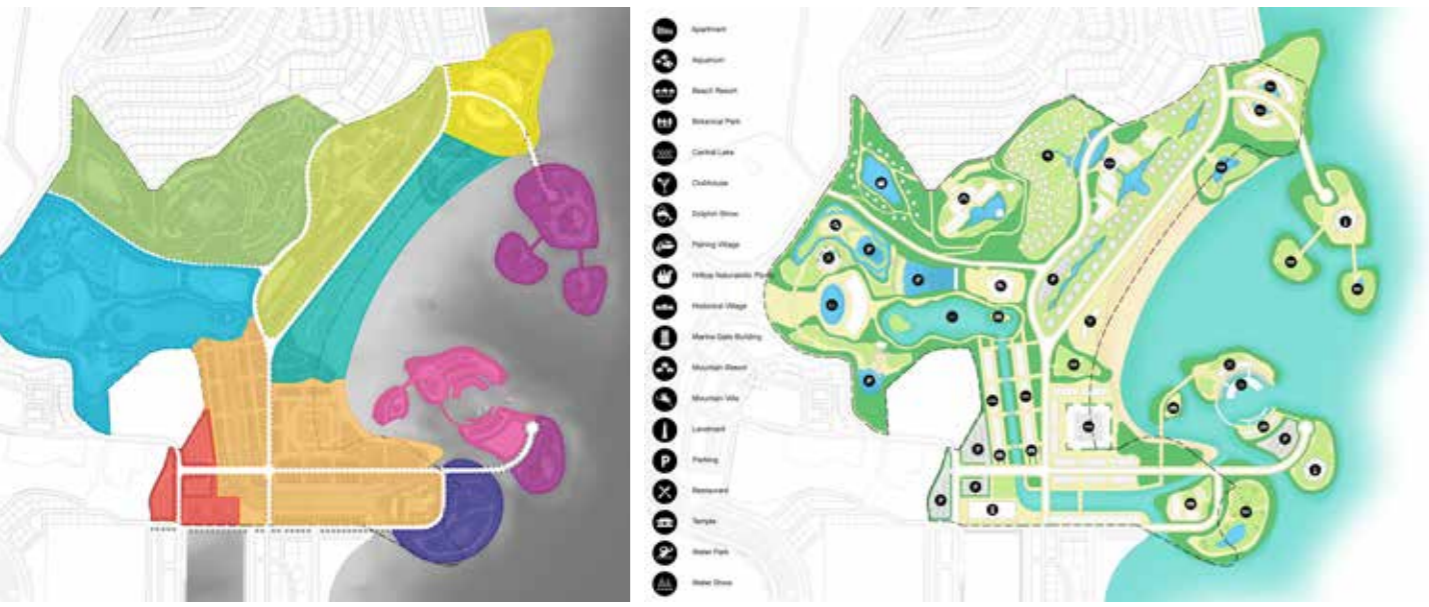 Apartment
Aquarium
Beach Resort
Botanical Park
Central Lake
Clubhouse
Dolphin Show
Fishing Village
Hilltop Naturalistic
Historical Village
Marina Gate Building
Mountain Resort
Mountain Villa
Landmark
P Parking
Restaurant
Temple
Water Park
Water Show